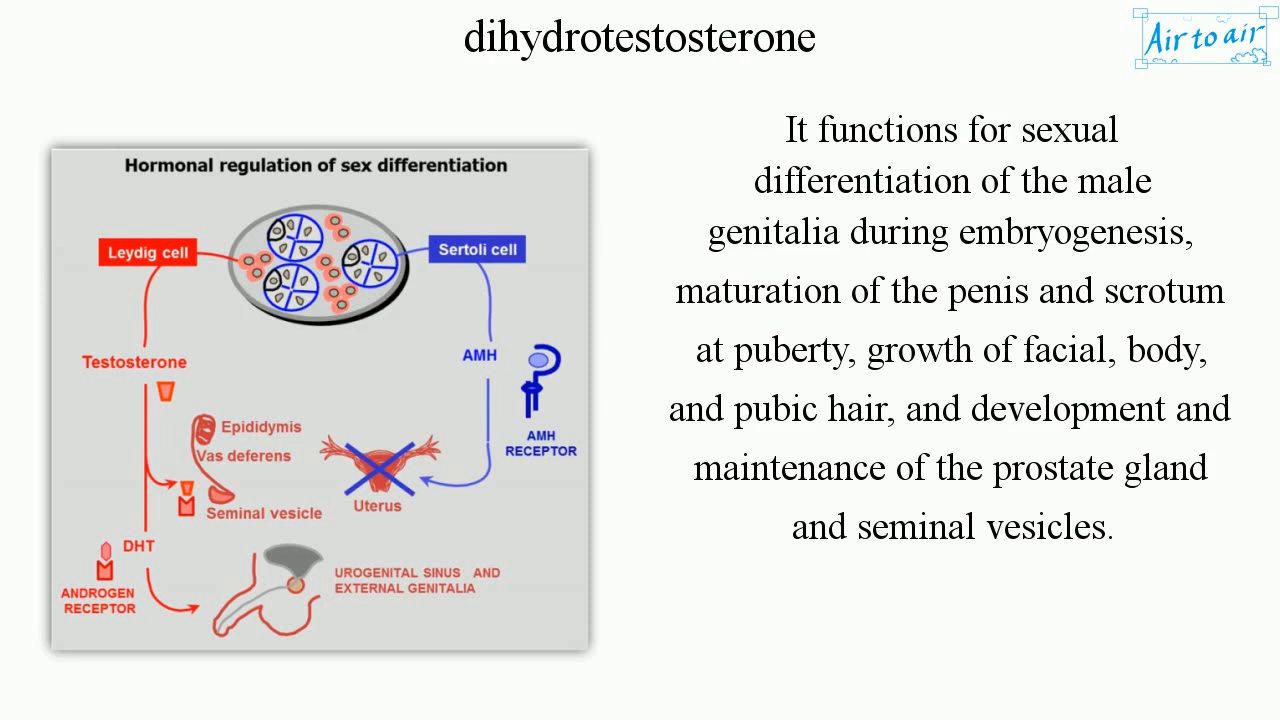 dihydrotestosterone
Air to air
Hormonal regulation of sex differentiation
Leydig cell
Sertoli cell
Testosterone
AMH
AMH
RECEPTOR
Epididymis
Vas deferens
Seminal vesicle
Uterus
DHT
ANDROGEN
RECEPTOR
UROGENITAL SINUS AND
EXTERNAL GENITALIA
It functions for sexual
differentiation of the male
genitalia during embryogenesis,
maturation of the penis and scrotum
at puberty, growth of facial, body,
and pubic hair, and development and
maintenance of the prostate gland
and seminal vesicles.